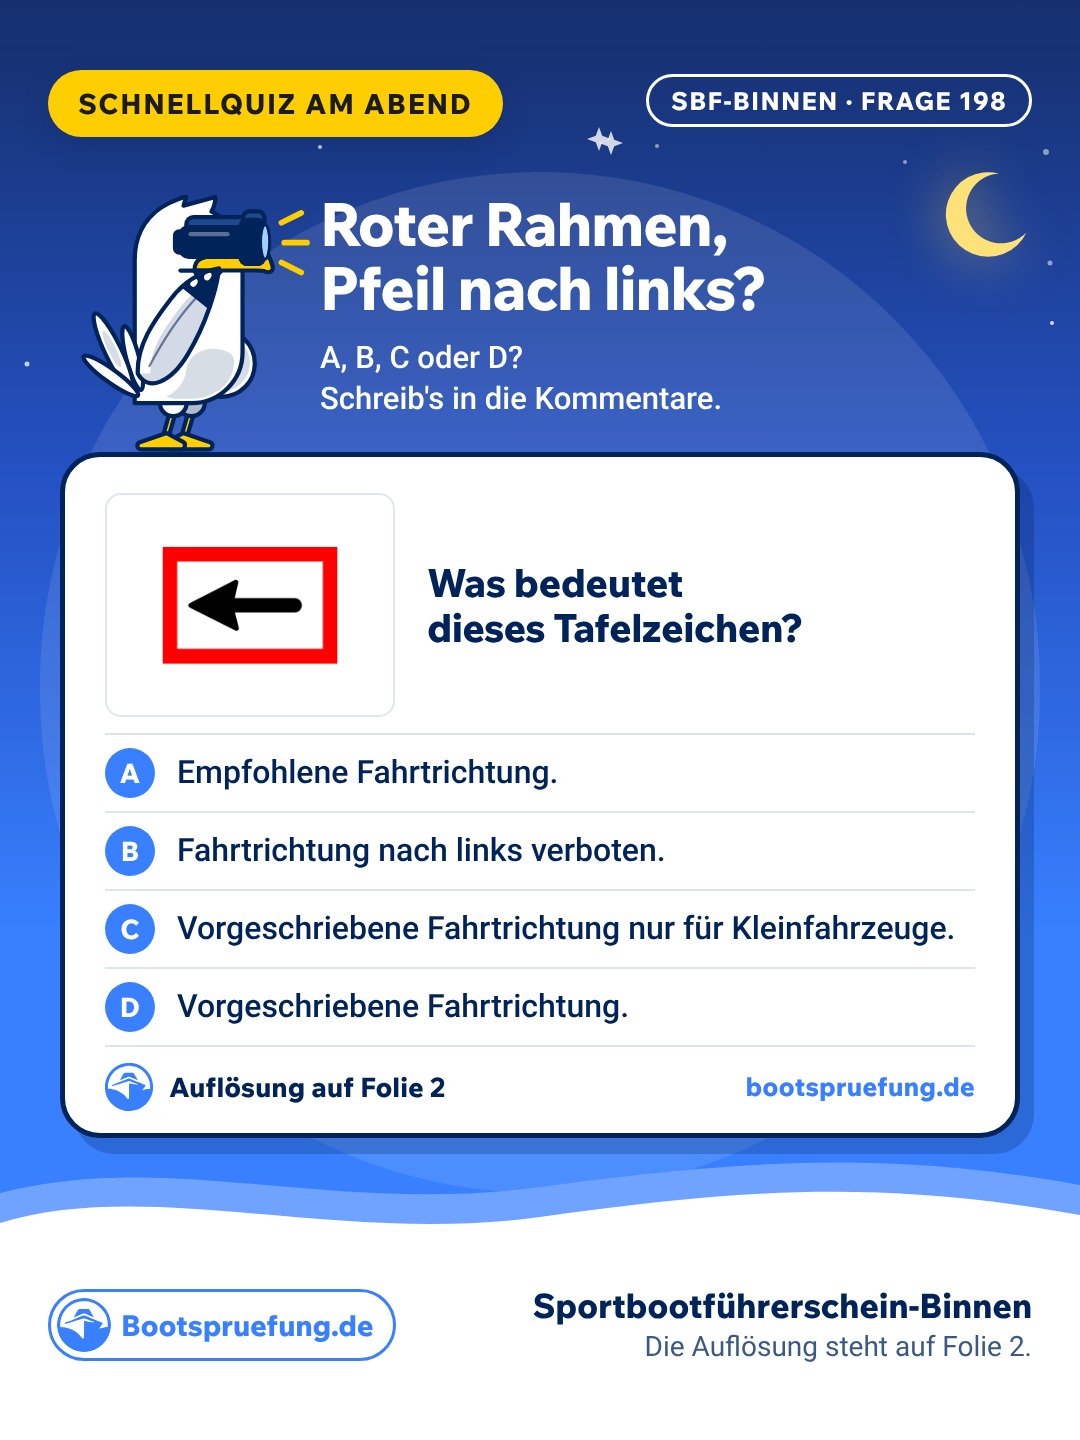 SCHNELLQUIZ AM ABEND
SBF-BINNEN · FRAGE 198
Roter Rahmen,
Pfeil nach links?
A, B, C oder D?
Schreib's in die Kommentare.
Was bedeutet
dieses Tafelzeichen?
A Empfohlene Fahrtrichtung.
B Fahrtrichtung nach links verboten.
C Vorgeschriebene Fahrtrichtung nur für Kleinfahrzeuge.
D Vorgeschriebene Fahrtrichtung.
Auflösung auf Folie 2
bootspruefung.de
Bootspruefung.de
Sportbootführerschein-Binnen
Die Auflösung steht auf Folie 2.